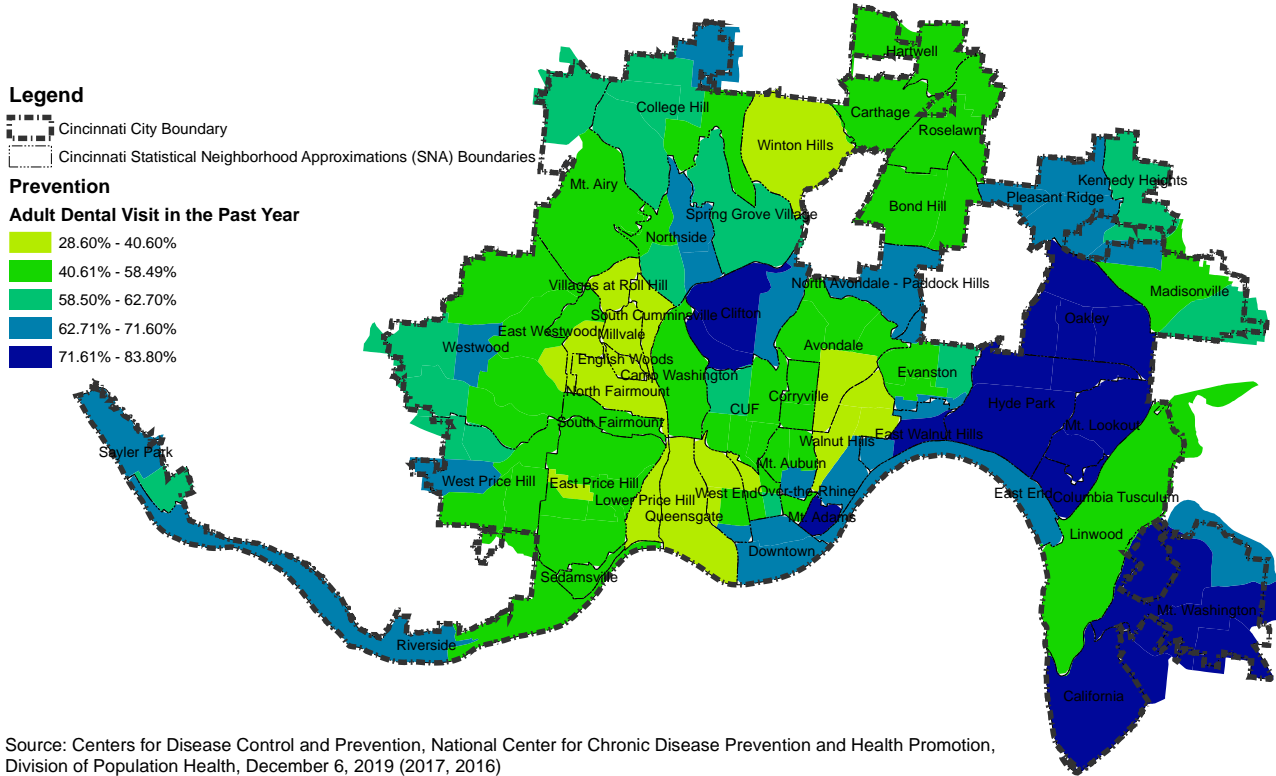 Legend
Cincinnati City Boundary
Cincinnati Statistical Neighborhood Approximations (SNA) Boundaries
Prevention
Adult Dental Visit in the Past Year
28.60% - 40.60%
40.61% - 58.49%
58.50% - 62.70%
62.71% - 71.60%
71.61% - 83.80%
Hartwell
College Hill
Carthage
Roselawn
Winton Hills
Mt. Airy
Kennedy Heights
Pleasant Ridge
Bond Hill
Spring Grove Village
Northside
Villages at Roll Hill
North Avondale - Paddock Hills
Madisonville
South Cumminsville
Clifton
Oakley
East Westwood
Millvale
Westwood
Avondale
English Woods
Camp Washington
Evanston
North Fairmount
Corryville
Hyde Park
CUF
South Fairmount
Mt. Lookout
Walnut Hills
East Walnut Hills
Sayler Park
Mt. Auburn
West Price Hill
East Price Hill
Lower Price Hill
West End
Over-the-Rhine
East End
Columbia Tusculum
Queensgate
Mt. Adams
Linwood
Downtown
Sedamsville
Mt. Washington
Riverside
California
Source: Centers for Disease Control and Prevention, National Center for Chronic Disease Prevention and Health Promotion,
Division of Population Health, December 6, 2019 (2017, 2016)